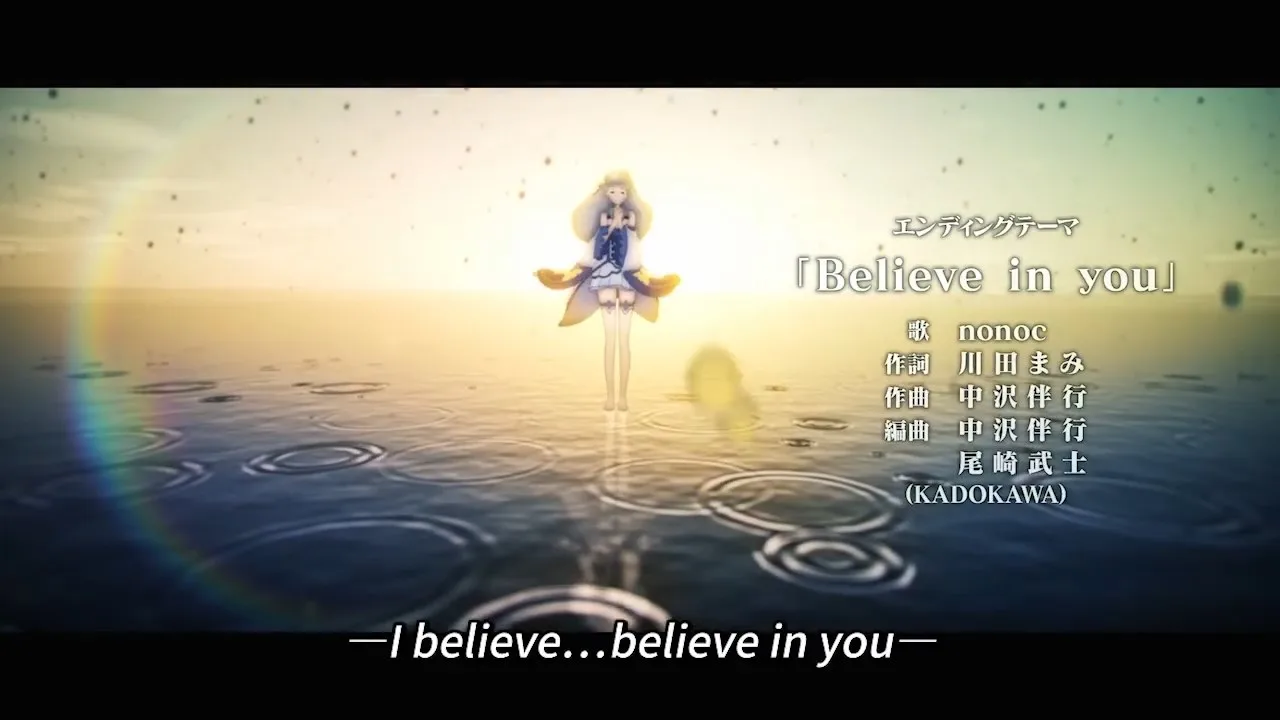 エンディングテーマ
「Believe in you」
歌 nonoc
作詞 川田まみ
作曲 中沢伴行
編曲 中沢伴行
尾崎武士
(KADOKAWA)
—I believe…believe in you—